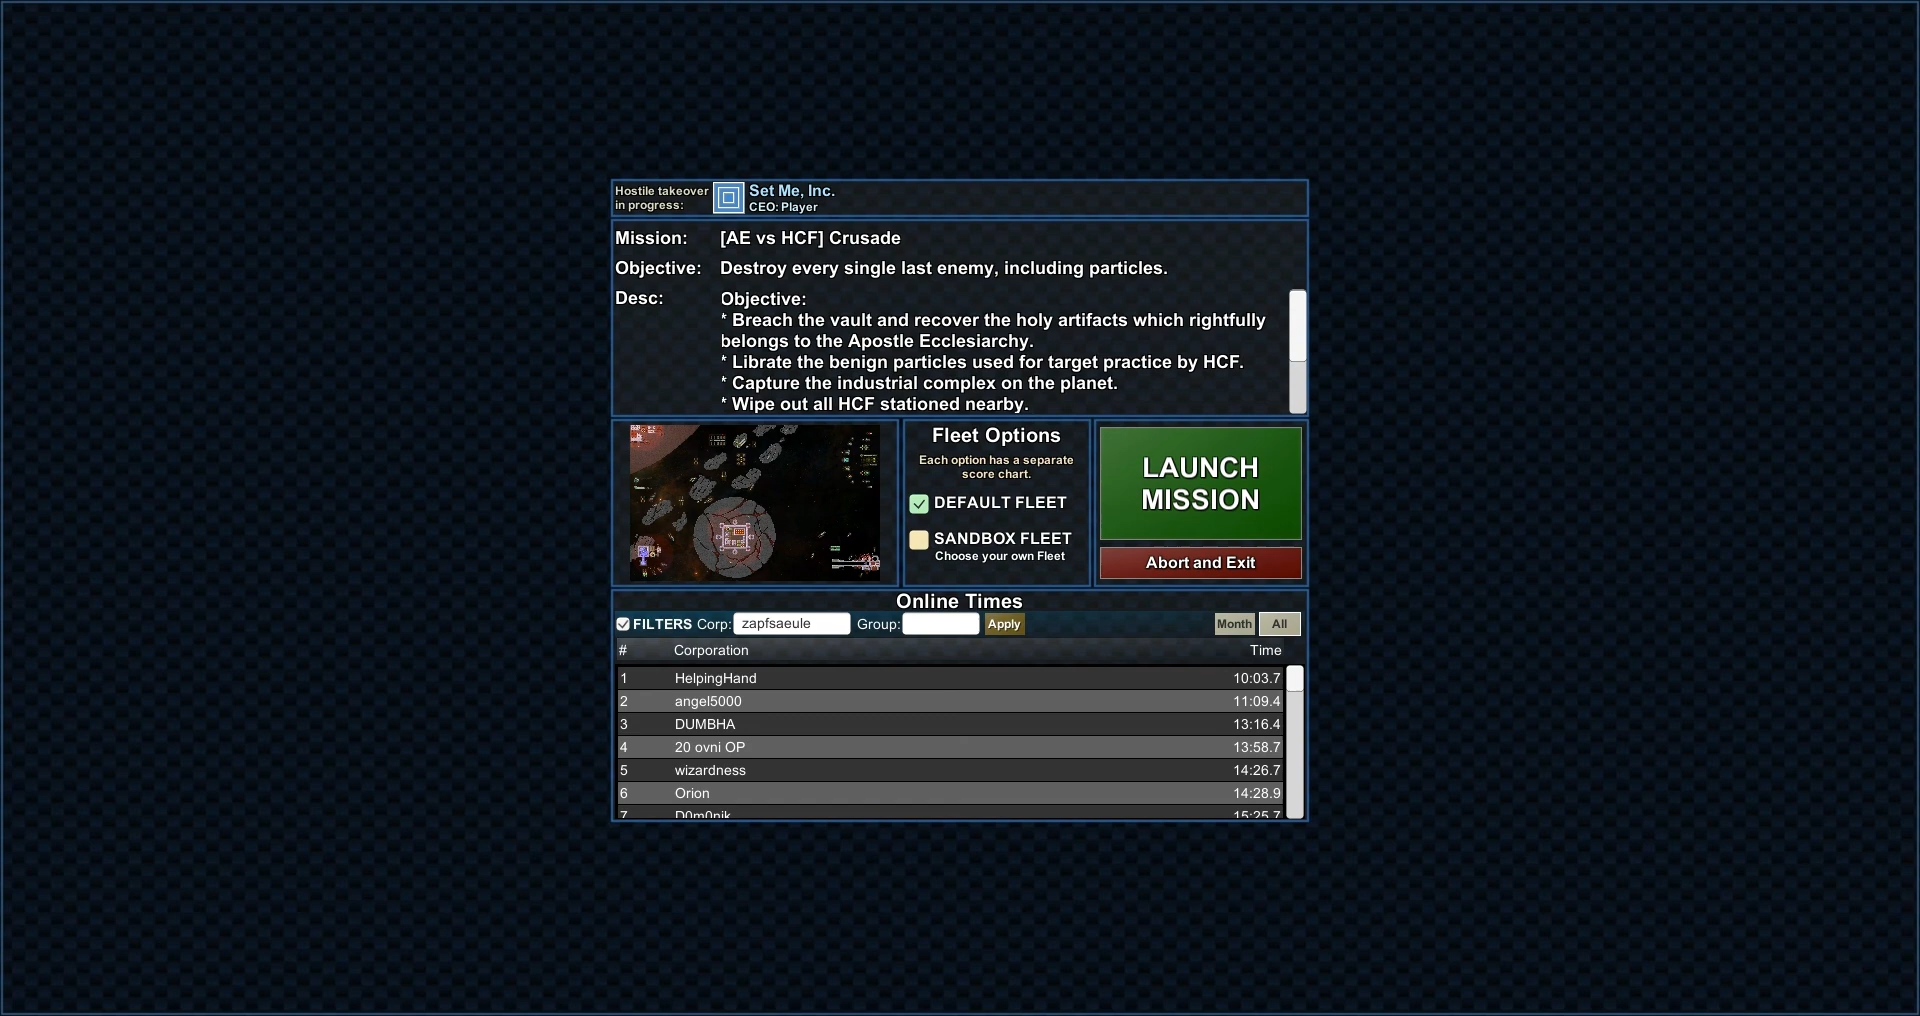 Hostile takeover
in progress:
Set Me, Inc.
CEO: Player
Mission: [AE vs HCF] Crusade
Objective: Destroy every single last enemy, including particles.
Desc: Objective:
* Breach the vault and recover the holy artifacts which rightfully
belongs to the Apostle Ecclesiarchy.
* Librate the benign particles used for target practice by HCF.
* Capture the industrial complex on the planet.
* Wipe out all HCF stationed nearby.
Fleet Options
Each option has a separate
score chart.
DEFAULT FLEET
SANDBOX FLEET
Choose your own Fleet
LAUNCH
MISSION
Abort and Exit
Online Times
FILTERS Corp: zapfsaeule Group: Apply Month All
# Corporation Time
1 HelpingHand 10:03.7
2 angel5000 11:09.4
3 DUMBHA 13:16.4
4 20 ovni OP 13:58.7
5 wizardness 14:26.7
6 Orion 14:28.9
7 D0m0nik 15:25.7